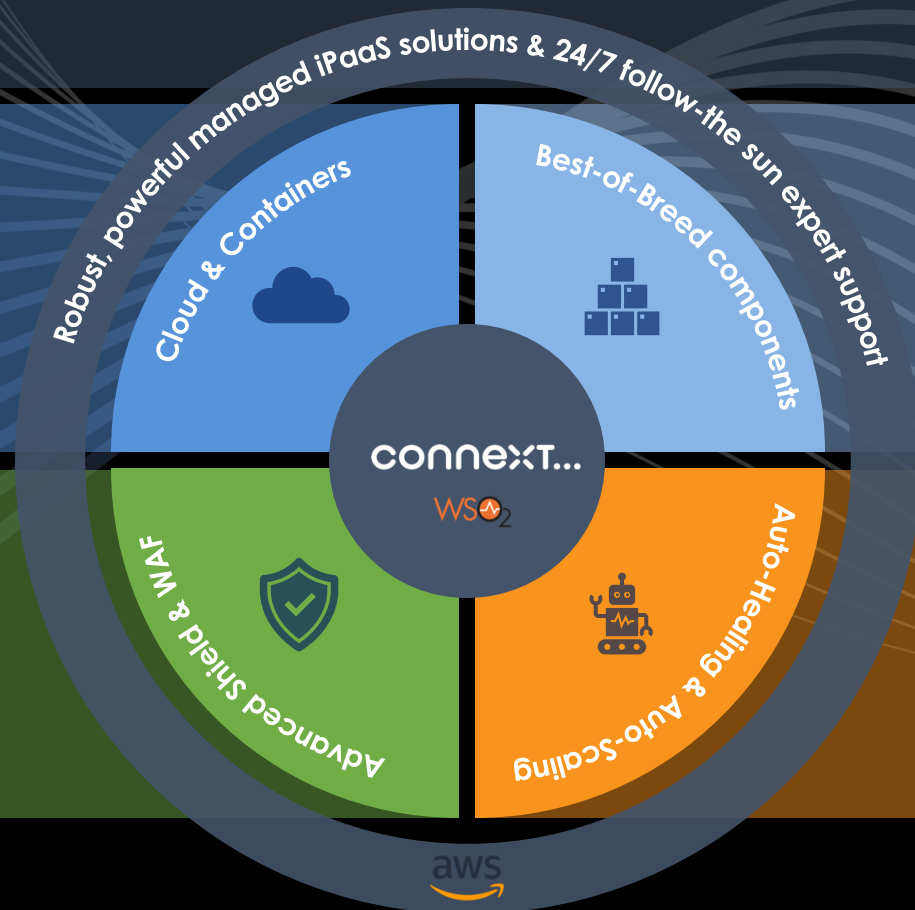 Robust, powerful managed iPaaS solutions & 24/7 follow-the sun expert support
Cloud & Containers
Best-of-Breed components
connext...
WSO2
Advanced Shield & WAF
Auto-Healing & Auto-Scaling
aws